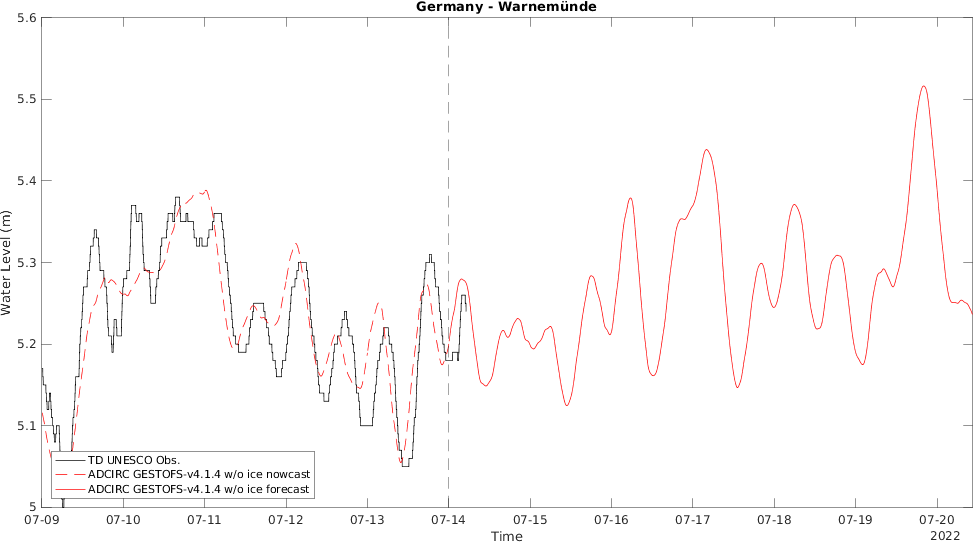 Germany - Warnemünde
5.6
5.5
5.4
5.3
5.2
5.1
5
Water Level (m)
TD UNESCO Obs.
ADCIRC GESTOFS-v4.1.4 w/o ice nowcast
ADCIRC GESTOFS-v4.1.4 w/o ice forecast
07-09 07-10 07-11 07-12 07-13 07-14 07-15 07-16 07-17 07-18 07-19 07-20
2022
Time